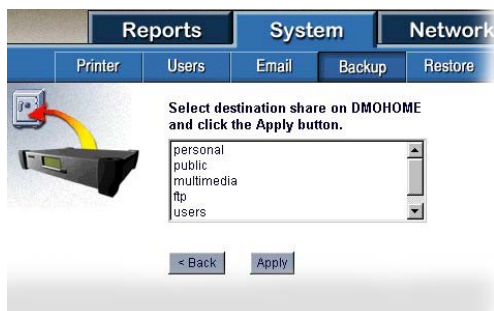 Reports System Network
Printer Users Email Backup Restore
Select destination share on DMOHOME
and click the Apply button.
personal
public
multimedia
ftp
users
< Back Apply